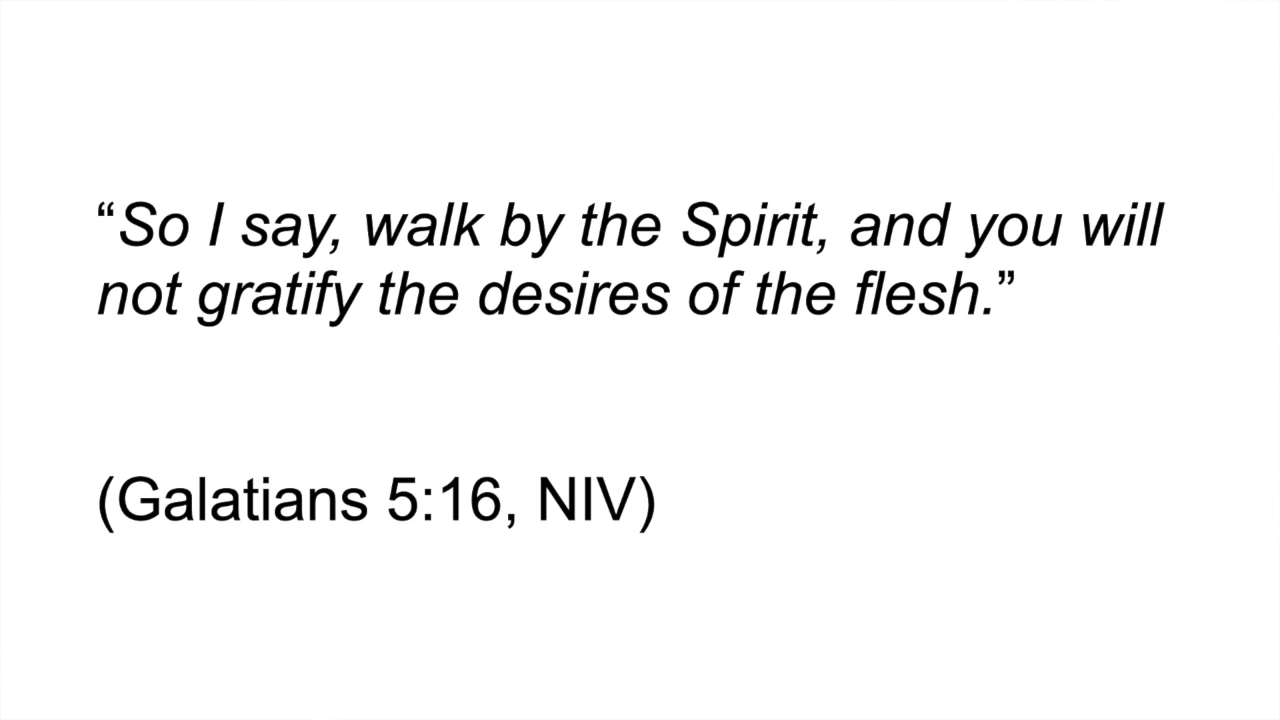 “So I say, walk by the Spirit, and you will
not gratify the desires of the flesh.”
(Galatians 5:16, NIV)